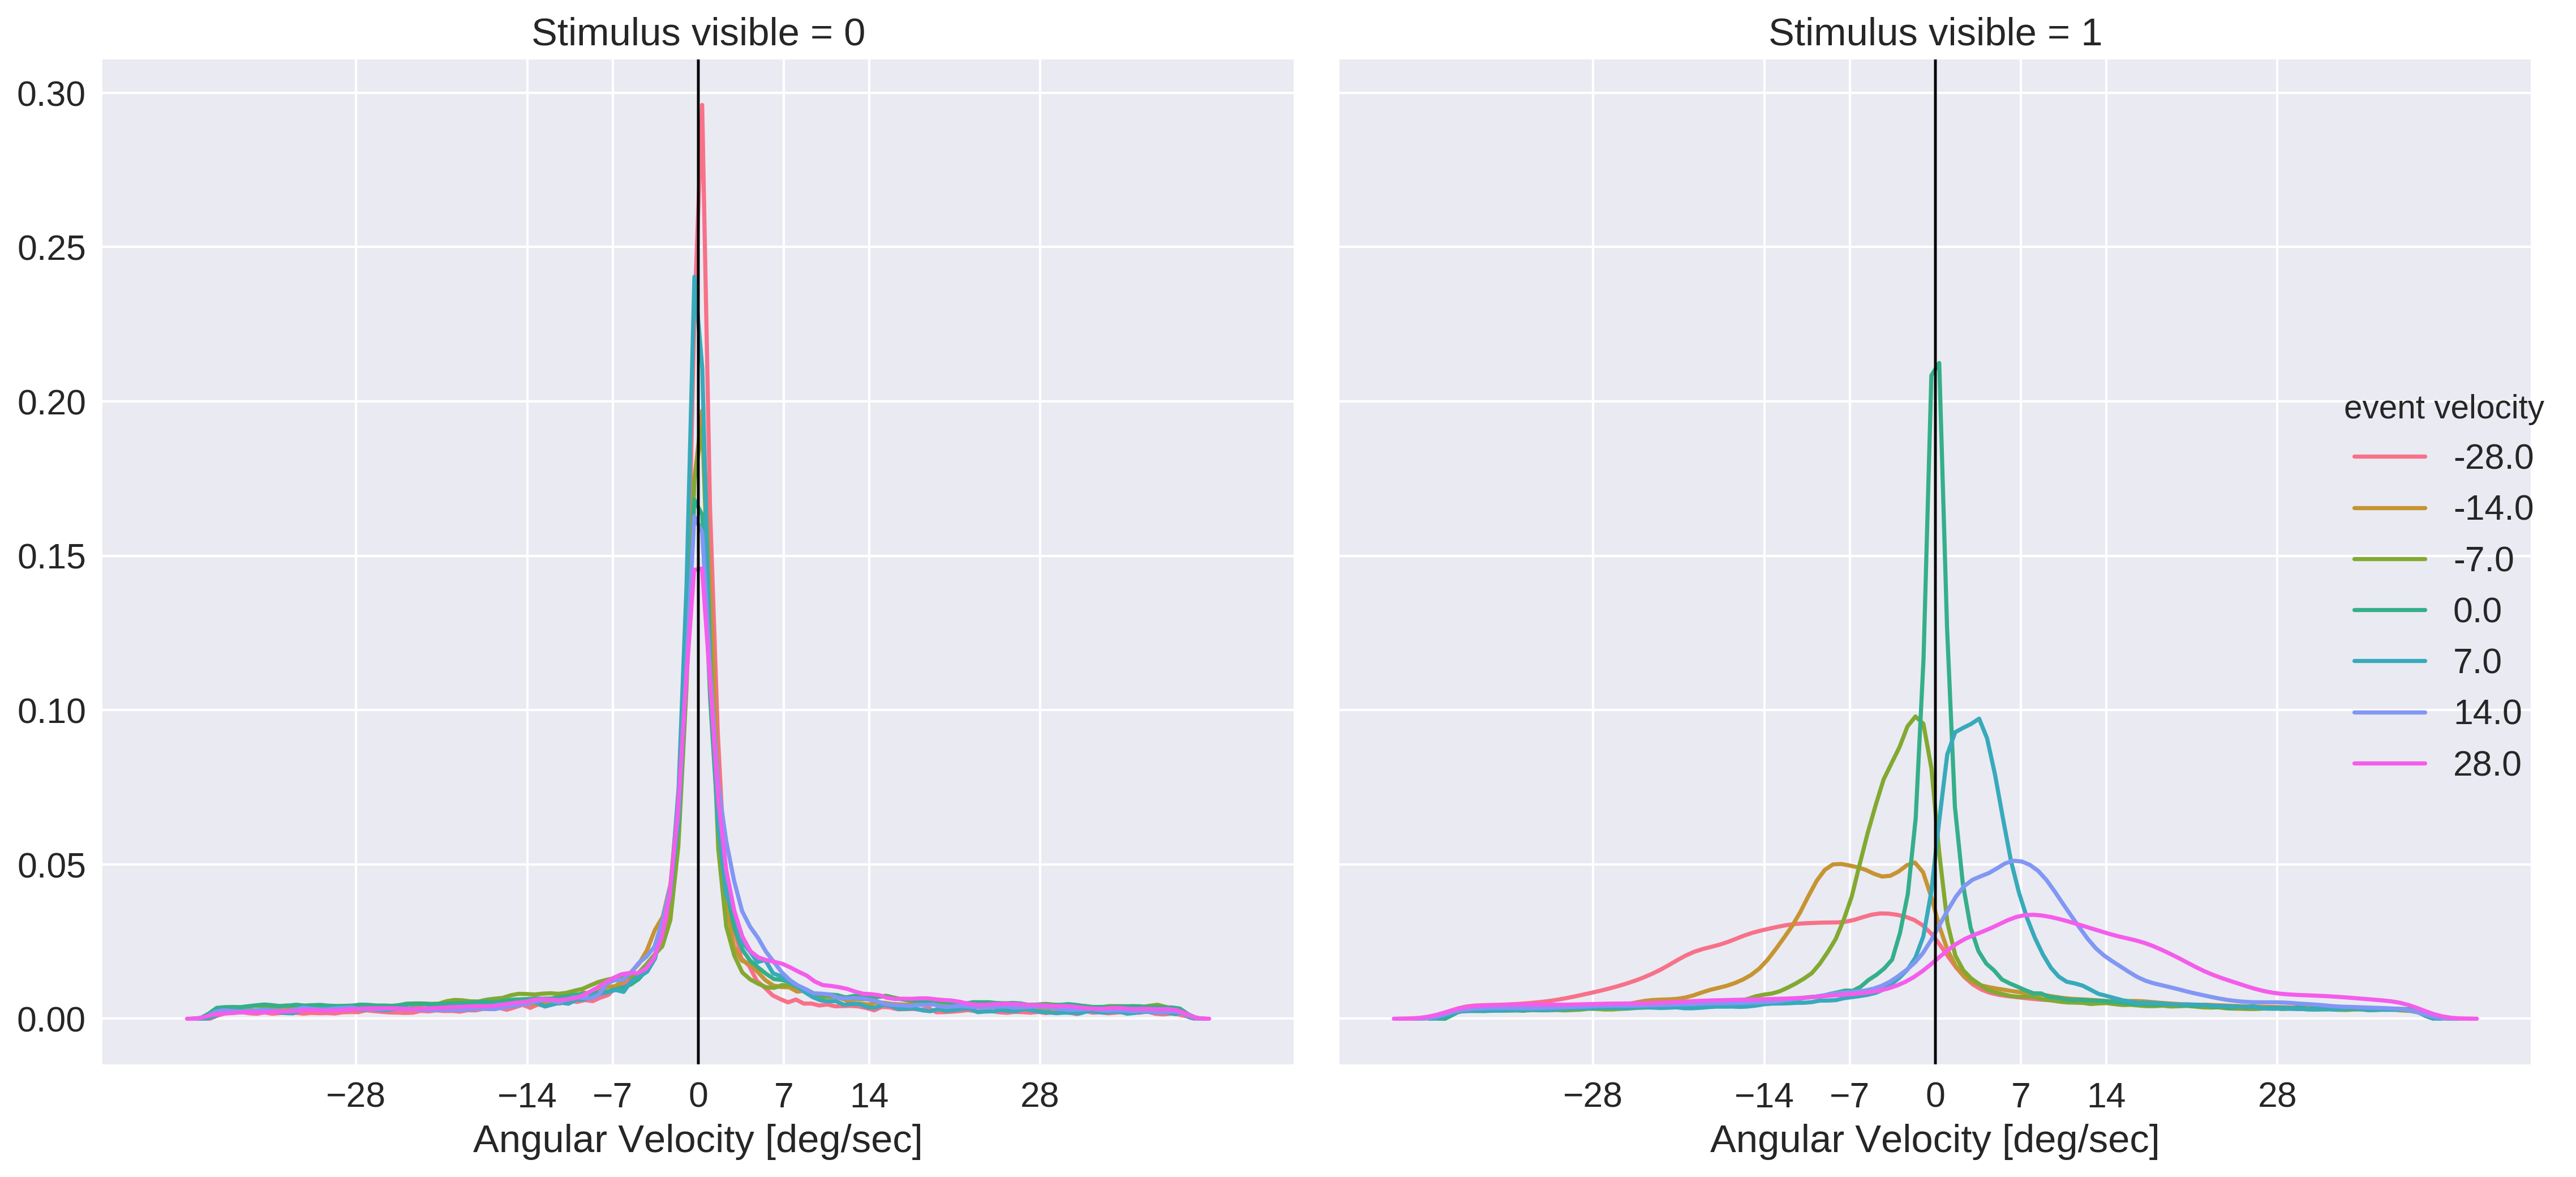 Stimulus visible = 0
Stimulus visible = 1
0.30
0.25
0.20
0.15
0.10
0.05
0.00
−28 −14 −7 0 7 14 28
Angular Velocity [deg/sec]
−28 −14 −7 0 7 14 28
Angular Velocity [deg/sec]
event velocity
-28.0
-14.0
-7.0
0.0
7.0
14.0
28.0